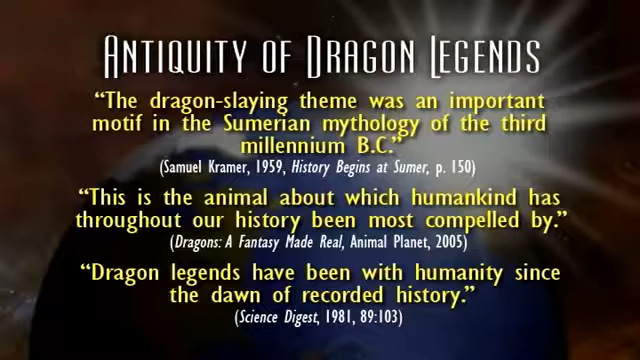 ANTIQUITY OF DRAGON LEGENDS
“The dragon-slaying theme was an important
motif in the Sumerian mythology of the third
millennium B.C.”
(Samuel Kramer, 1959, History Begins at Sumer, p. 150)
“This is the animal about which humankind has
throughout our history been most compelled by.”
(Dragons: A Fantasy Made Real, Animal Planet, 2005)
“Dragon legends have been with humanity since
the dawn of recorded history.”
(Science Digest, 1981, 89:103)